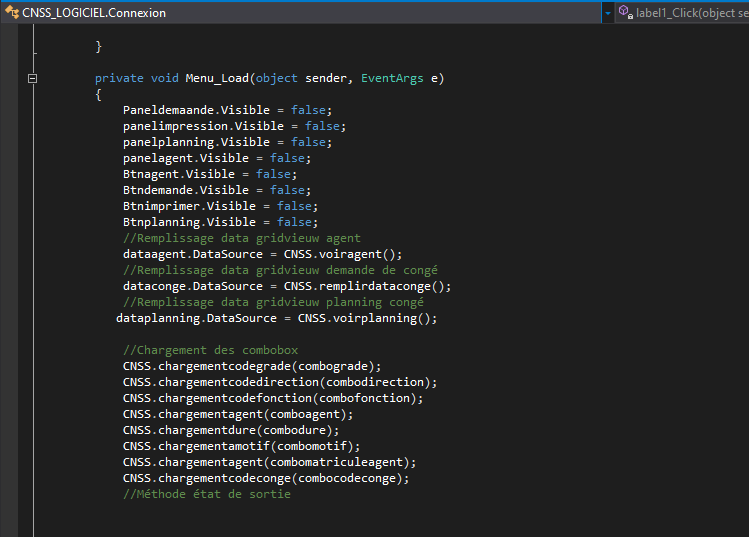 CNSS_LOGICIEL.Connexion label1_Click(object se
}
private void Menu_Load(object sender, EventArgs e)
{
Paneldemaande.Visible = false;
panelimpression.Visible = false;
panelplanning.Visible = false;
panelagent.Visible = false;
Btnagent.Visible = false;
Btndemande.Visible = false;
Btnimprimer.Visible = false;
Btnplanning.Visible = false;
//Remplissage data gridvieuw agent
dataagent.DataSource = CNSS.voiragent();
//Remplissage data gridvieuw demande de congé
dataconge.DataSource = CNSS.remplirdataconge();
//Remplissage data gridvieuw planning congé
dataplanning.DataSource = CNSS.voirplanning();
//Chargement des combobox
CNSS.chargementcodegrade(combograde);
CNSS.chargementcodedirection(combodirection);
CNSS.chargementcodefonction(combofonction);
CNSS.chargementagent(comboagent);
CNSS.chargementdure(combodure);
CNSS.chargementamotif(combomotif);
CNSS.chargementagent(combomatriculeagent);
CNSS.chargementcodeconge(combocodeconge);
//Méthode état de sortie